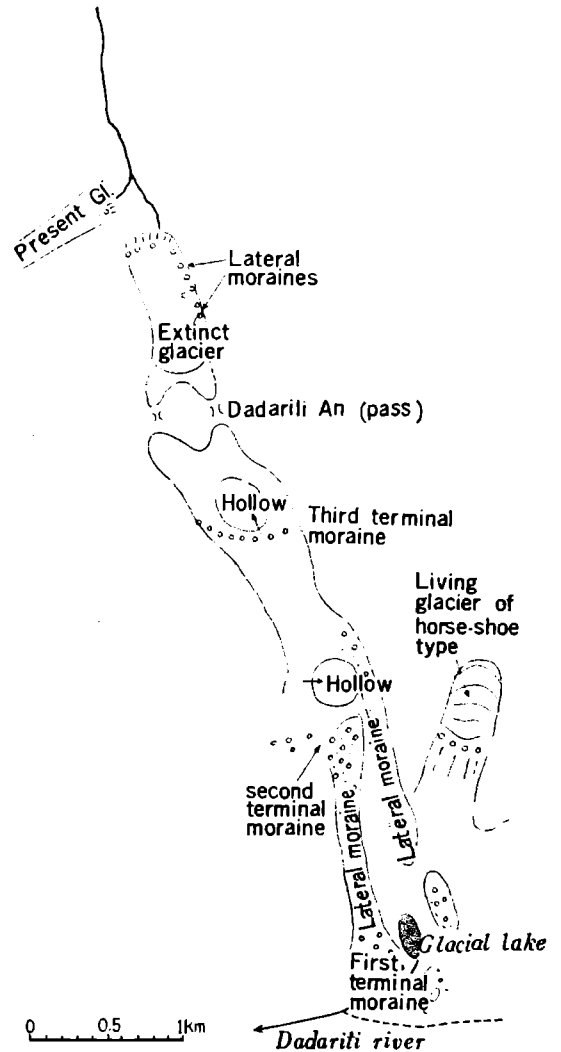 Present Gl.
Lateral
moraines
Extinct
glacier
Dadarili An (pass)
Hollow
Third terminal
moraine
Living
glacier of
horse-shoe
type
Hollow
second
terminal
moraine
Lateral moraine
Lateral moraine
Glacial lake
First
terminal
moraine
0 0.5 1km
Dadariti river